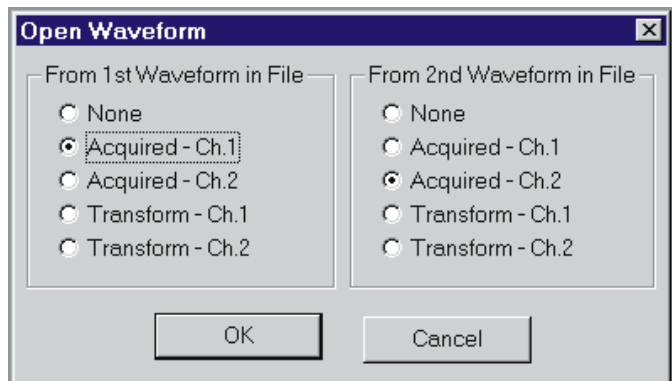 Open Waveform
From 1st Waveform in File
None
Acquired - Ch.1
Acquired - Ch.2
Transform - Ch.1
Transform - Ch.2
From 2nd Waveform in File
None
Acquired - Ch.1
Acquired - Ch.2
Transform - Ch.1
Transform - Ch.2
OK
Cancel